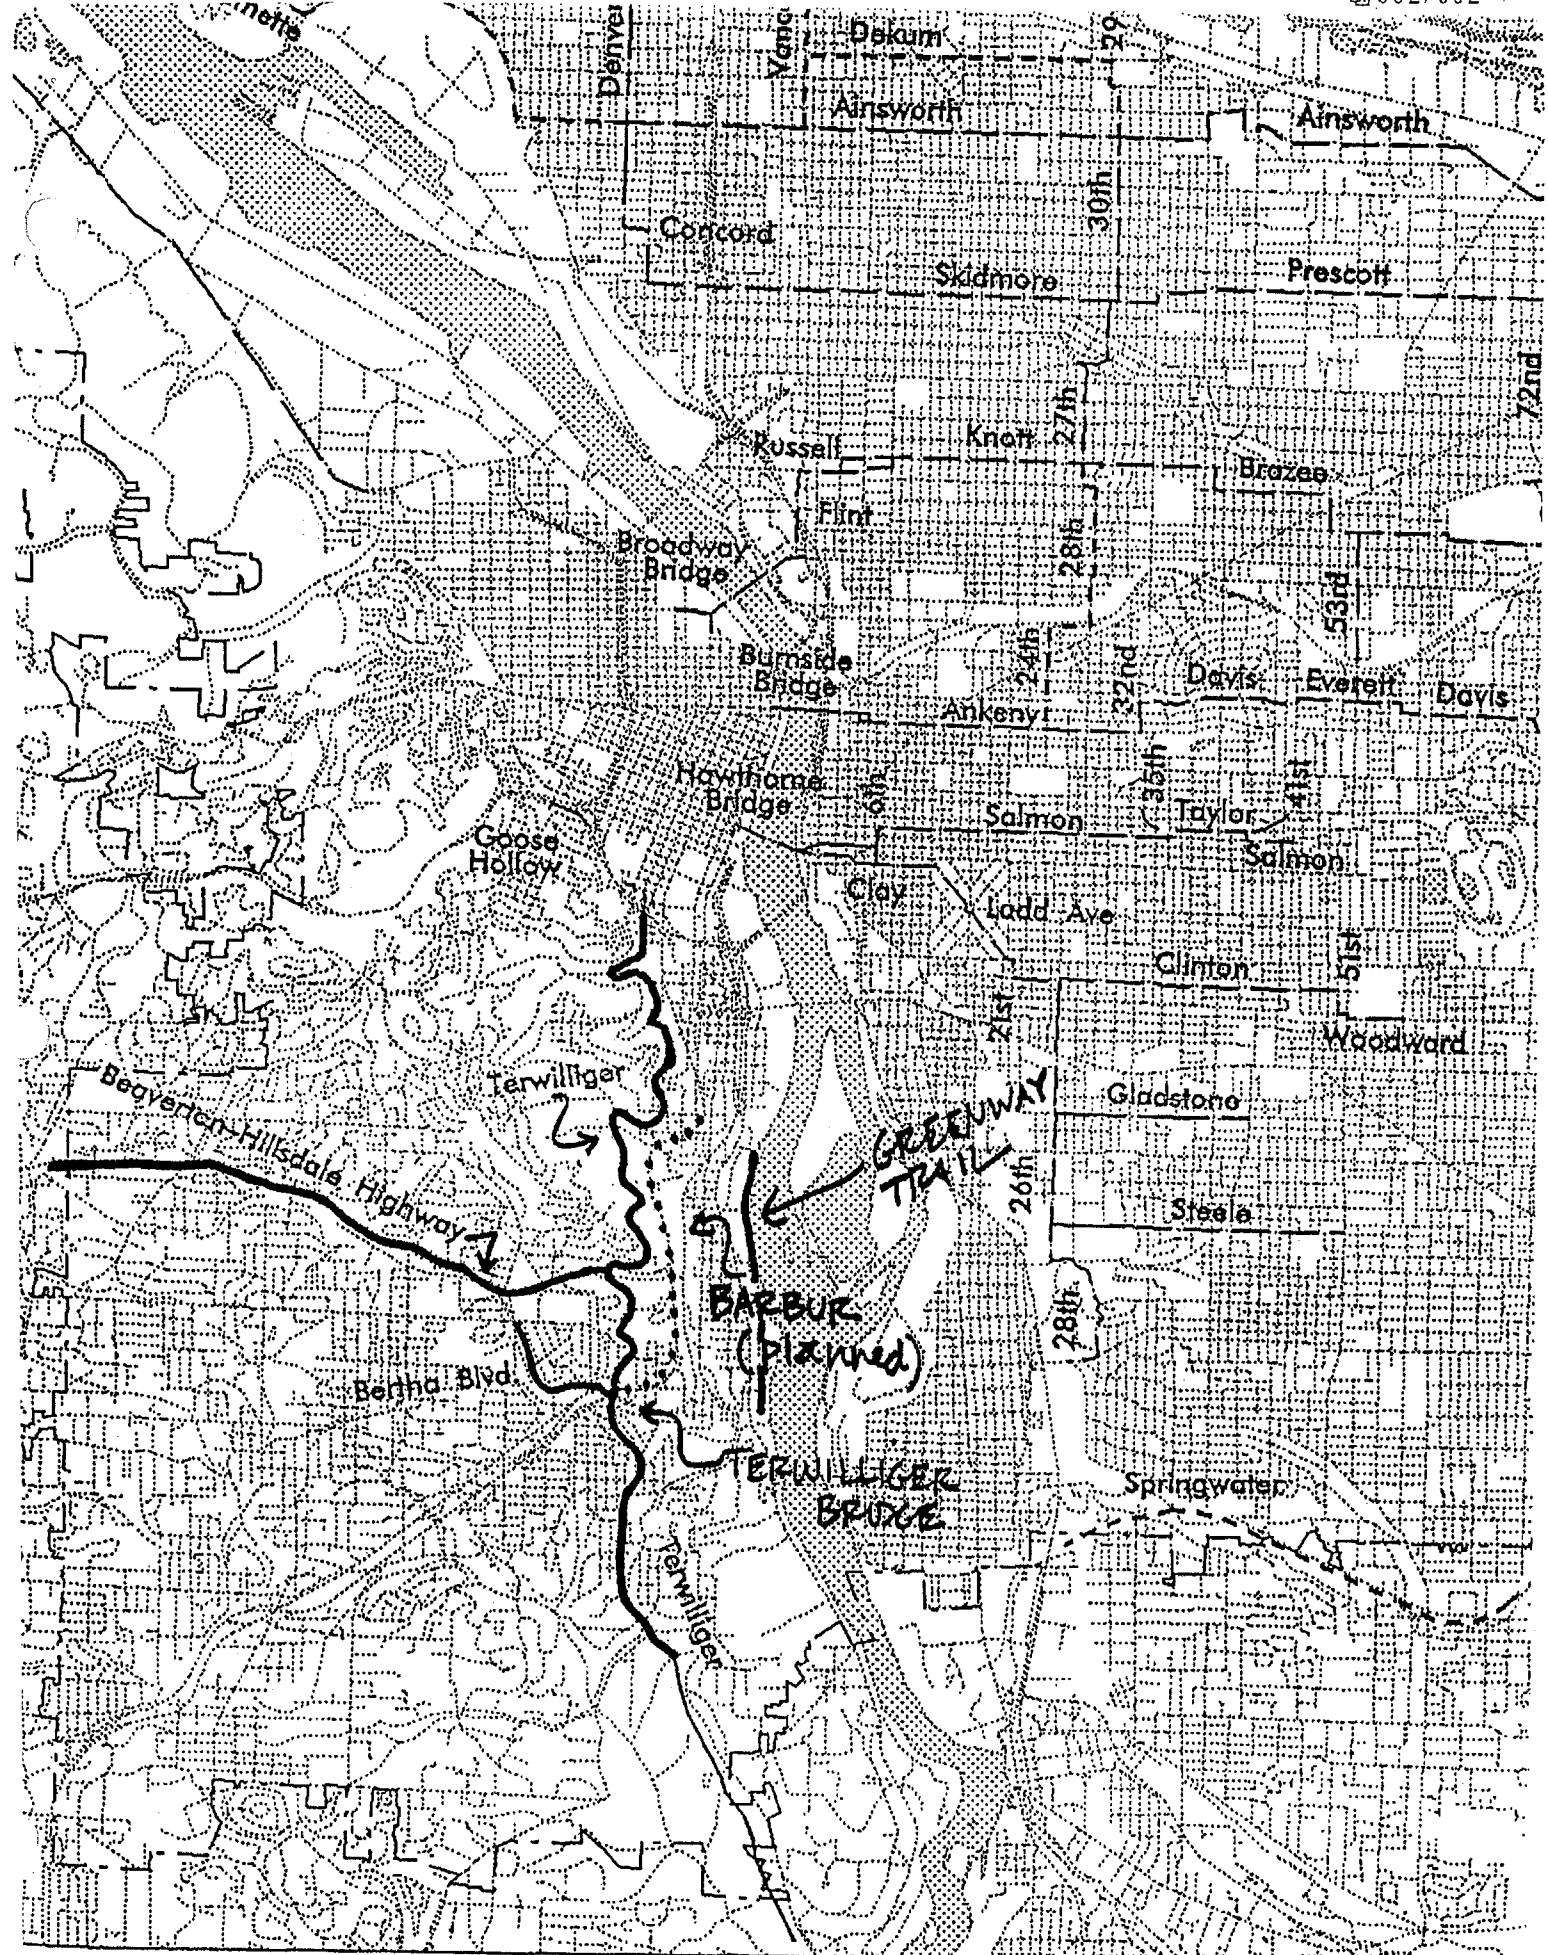 Denver
Dekum
29
Ainsworth
Ainsworth
30th
Concord
Skidmore
Prescott
72nd
27th
Russell
Knott
Brazee
Flint
28th
Broadway
Bridge
53rd
Burnside
Bridge
24th
32nd
Davis
Everett
Davis
Ankeny
Hawthorne
Bridge
6th
35th
41st
Salmon
Taylor
Salmon
Goose
Hollow
Clay
Ladd Ave
Clinton
51st
21st
Woodward
Terwilliger
Beaverton-Hillsdale Highway
GREENWAY
TRAIL
Gladstone
26th
Steele
BARBUR
(planned)
28th
Bertha Blvd.
TERWILLIGER
BRIDGE
Springwater
Terwilliger